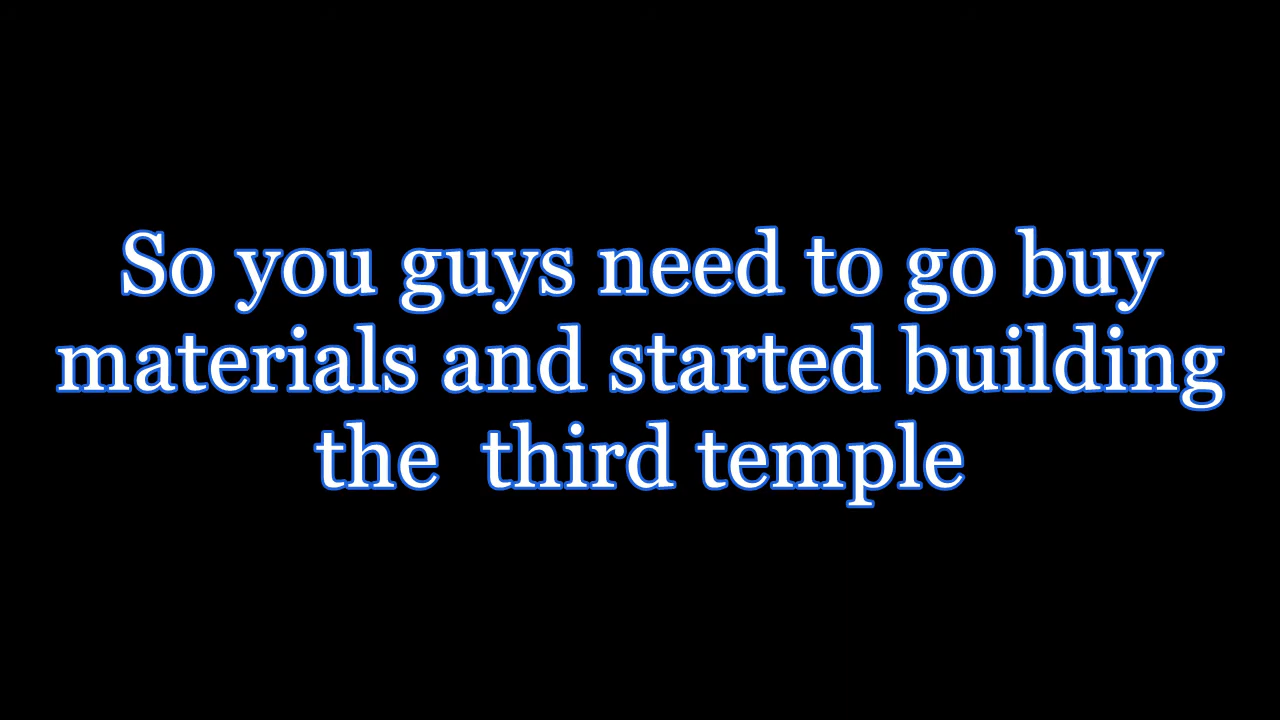 So you guys need to go buy
materials and started building
the  third temple